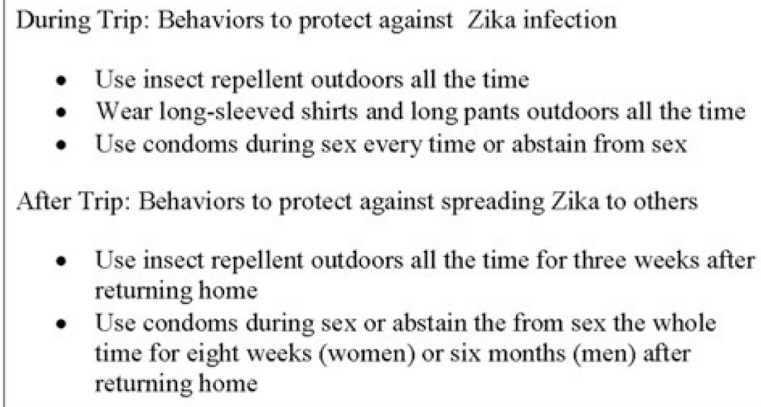 During Trip: Behaviors to protect against Zika infection
• Use insect repellent outdoors all the time
• Wear long-sleeved shirts and long pants outdoors all the time
• Use condoms during sex every time or abstain from sex
After Trip: Behaviors to protect against spreading Zika to others
• Use insect repellent outdoors all the time for three weeks after
returning home
• Use condoms during sex or abstain the from sex the whole
time for eight weeks (women) or six months (men) after
returning home